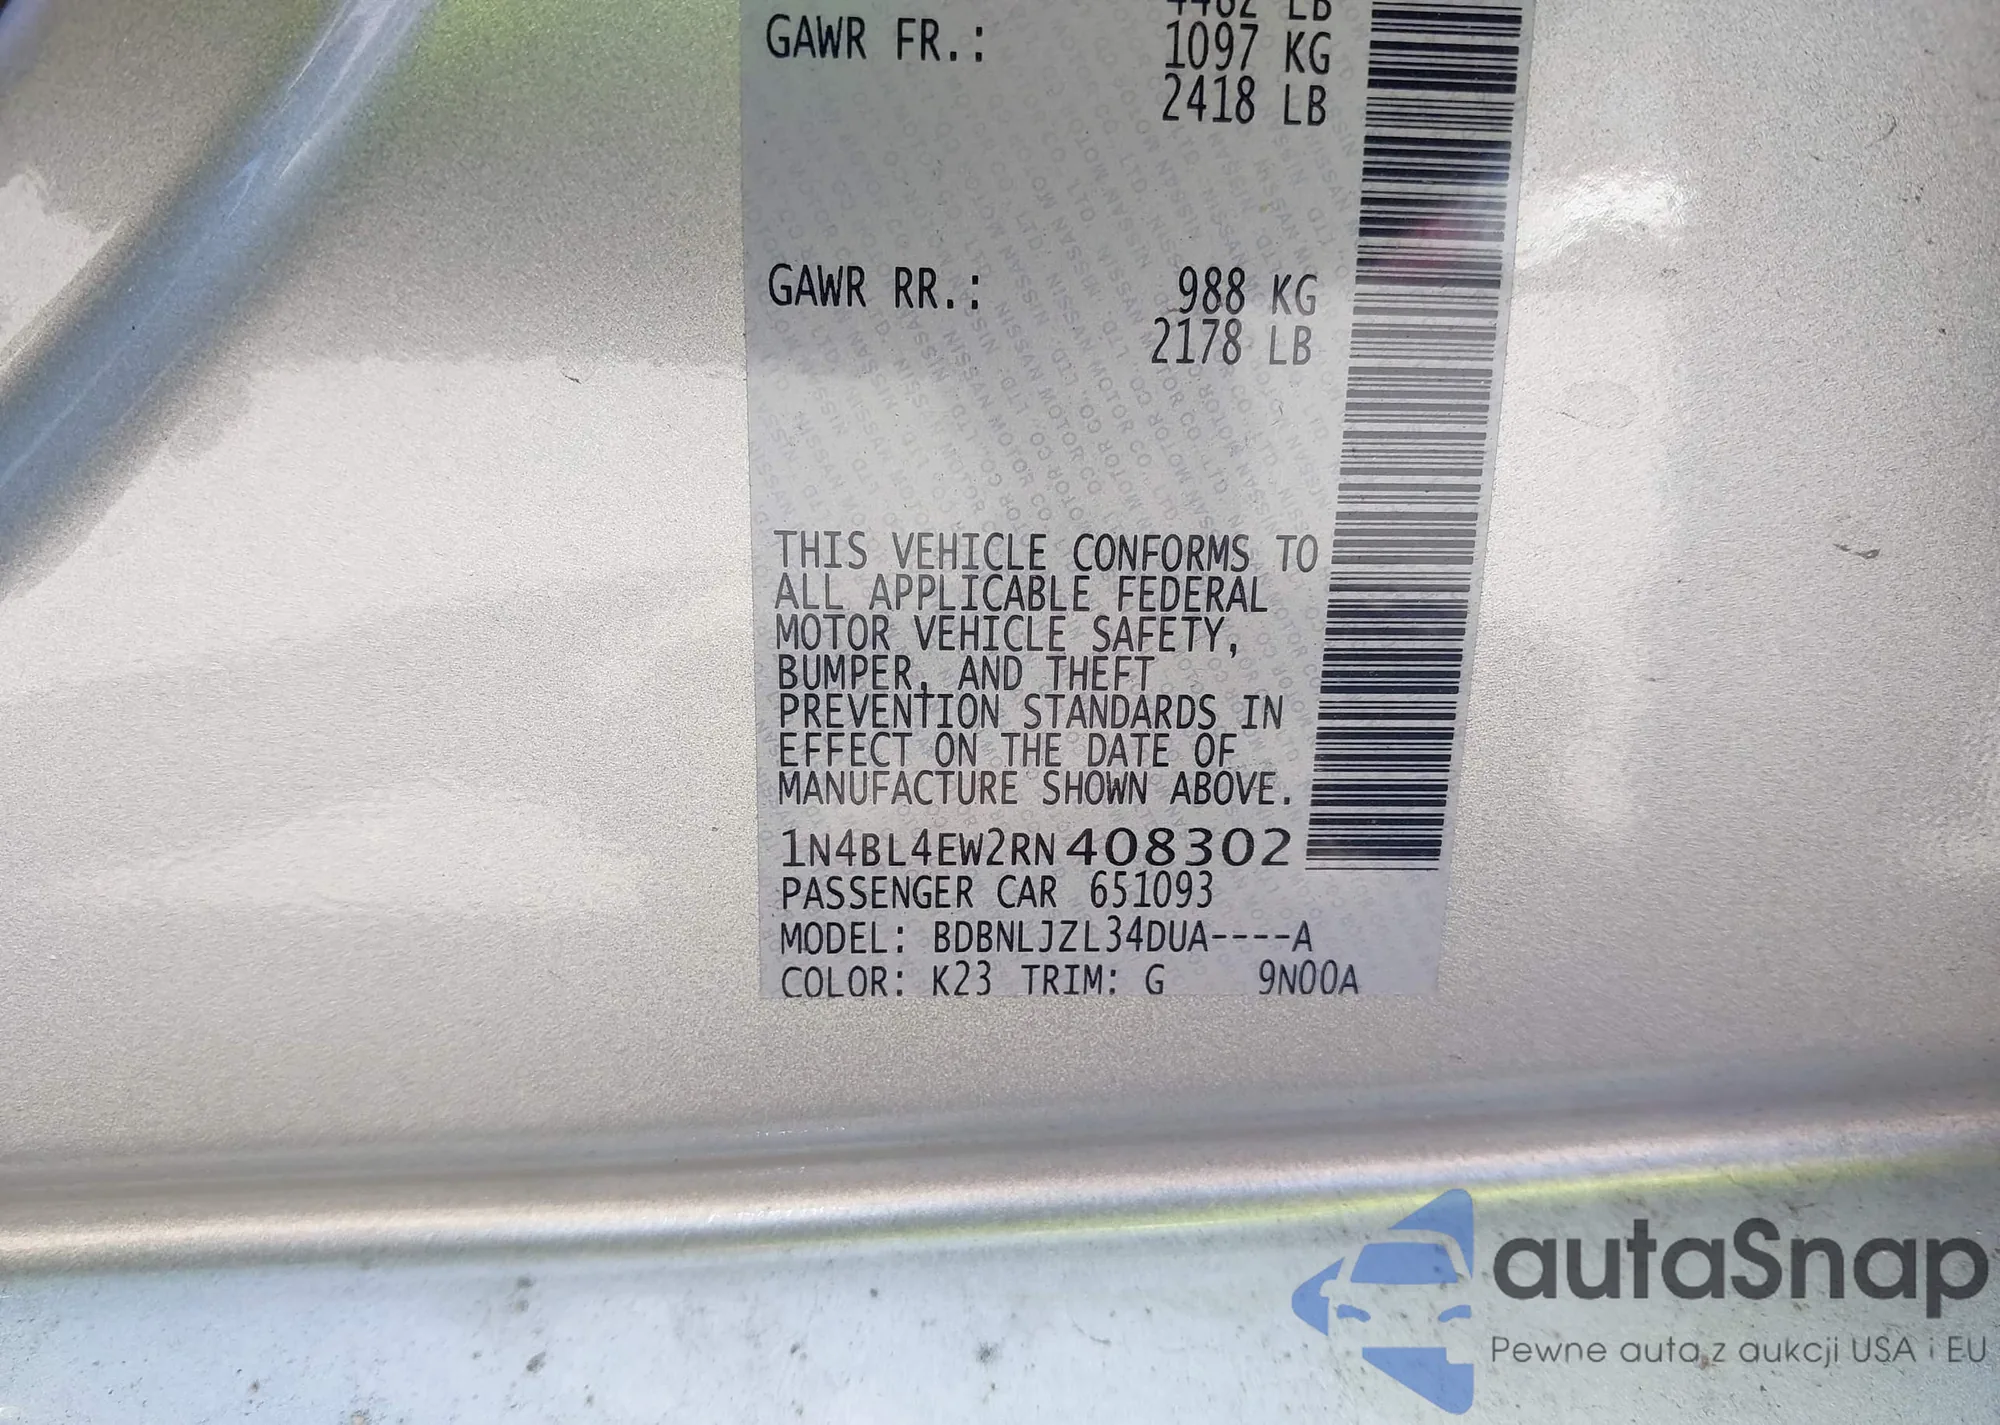 4462 LB
GAWR FR.: 1097 KG
2418 LB
GAWR RR.: 988 KG
2178 LB
THIS VEHICLE CONFORMS TO
ALL APPLICABLE FEDERAL
MOTOR VEHICLE SAFETY,
BUMPER, AND THEFT
PREVENTION STANDARDS IN
EFFECT ON THE DATE OF
MANUFACTURE SHOWN ABOVE.
1N4BL4EW2RN408302
PASSENGER CAR 651093
MODEL: BDBNLJZL34DUA----A
COLOR: K23 TRIM: G 9N00A
autaSnap
Pewne auta z aukcji USA i EU